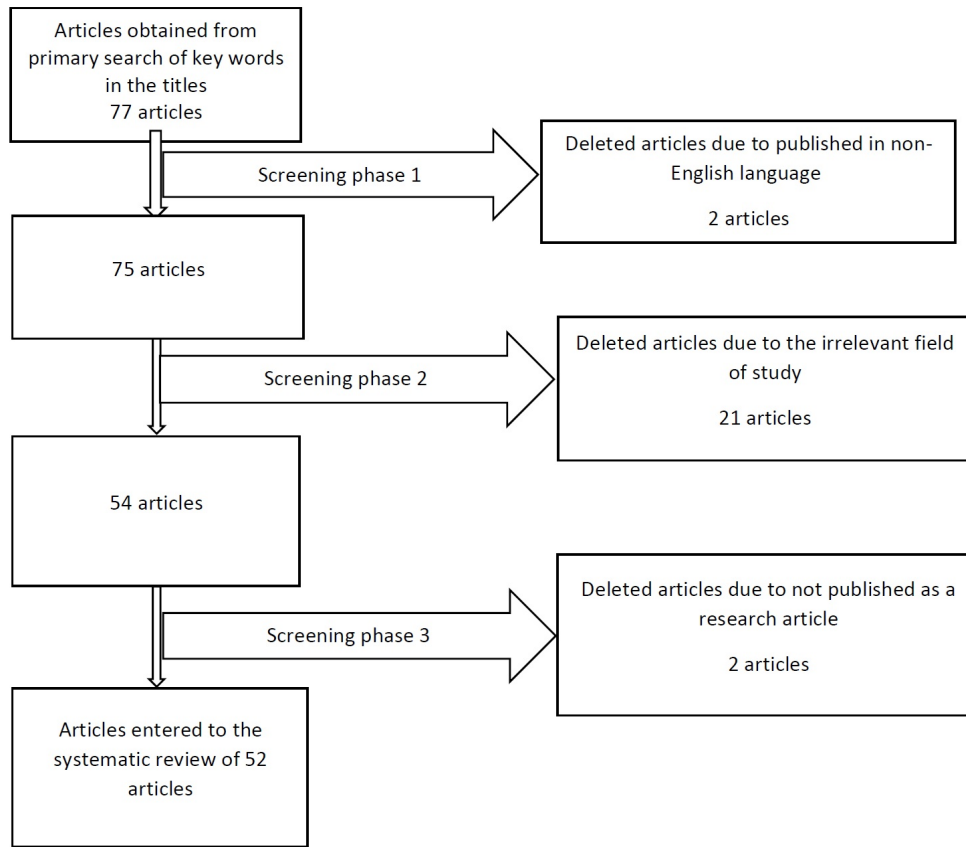 Articles obtained from
primary search of key words
in the titles
77 articles
Screening phase 1
Deleted articles due to published in non-
English language
2 articles
75 articles
Screening phase 2
Deleted articles due to the irrelevant field
of study
21 articles
54 articles
Screening phase 3
Deleted articles due to not published as a
research article
2 articles
Articles entered to the
systematic review of 52
articles